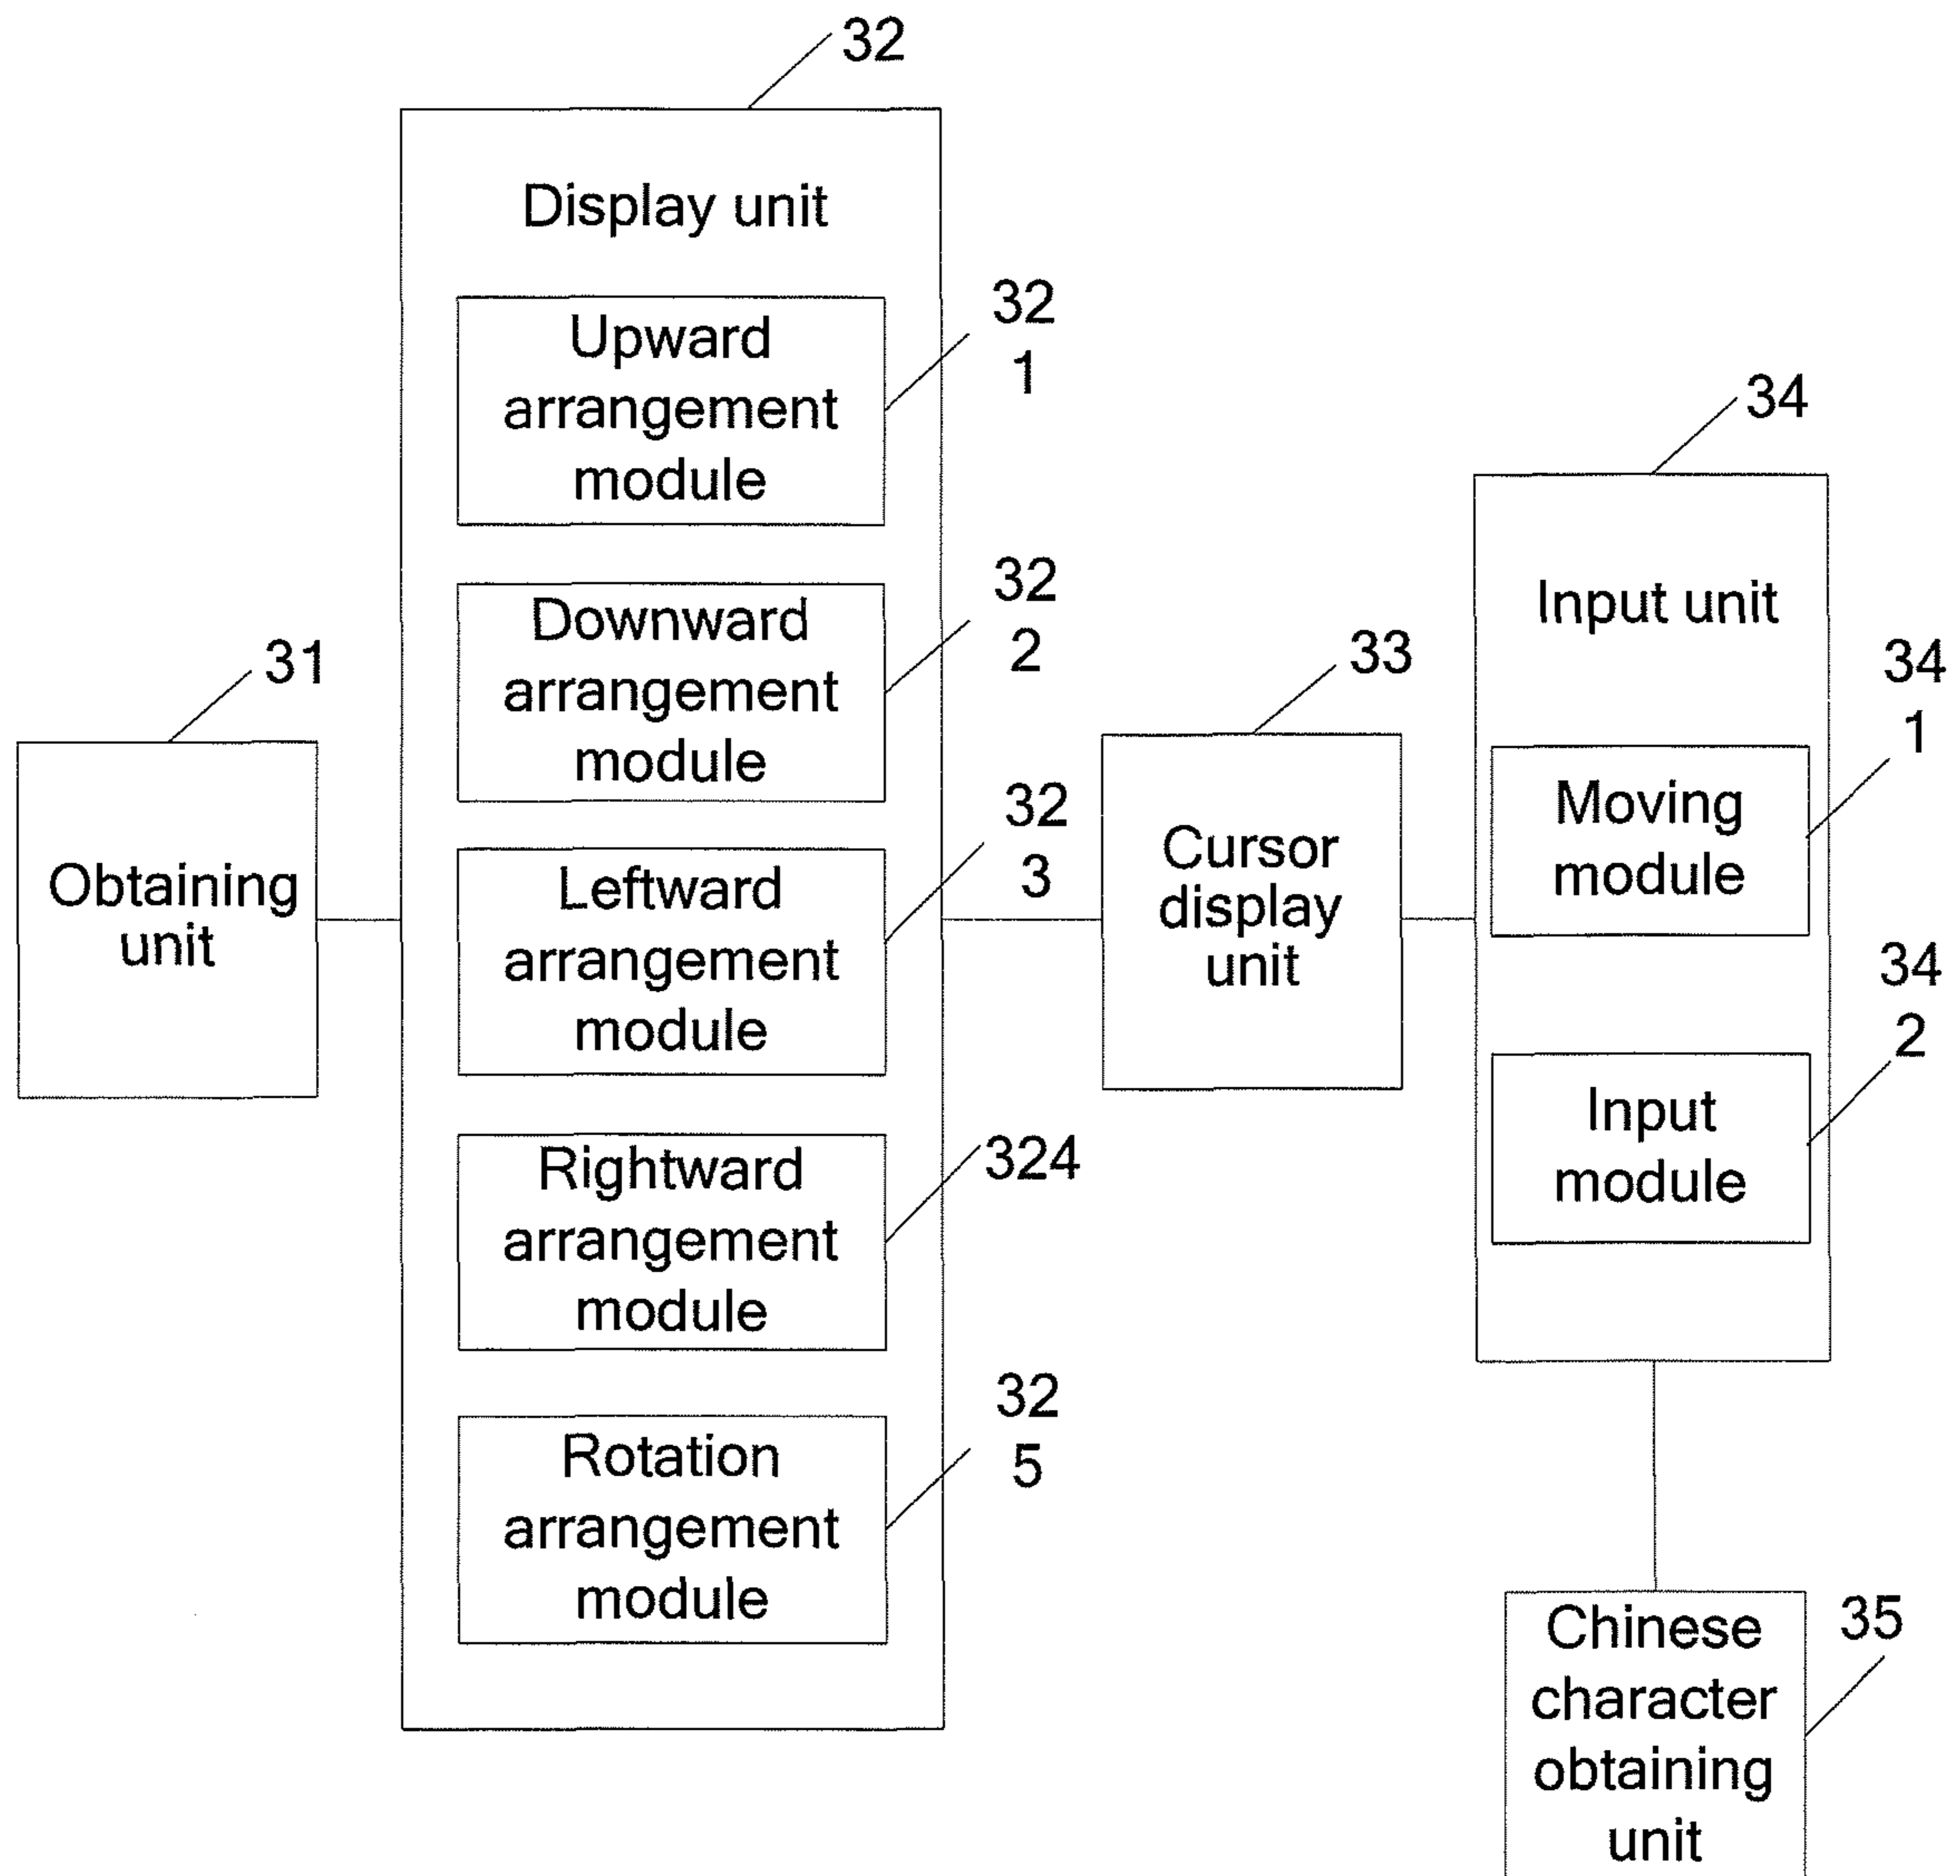 32
Display unit
Upward
arrangement
module
32
1
Downward
arrangement
module
32
2
Leftward
arrangement
module
32
3
Rightward
arrangement
module
324
Rotation
arrangement
module
32
5
31
Obtaining
unit
33
Cursor
display
unit
34
Input unit
34
1
Moving
module
34
2
Input
module
35
Chinese
character
obtaining
unit